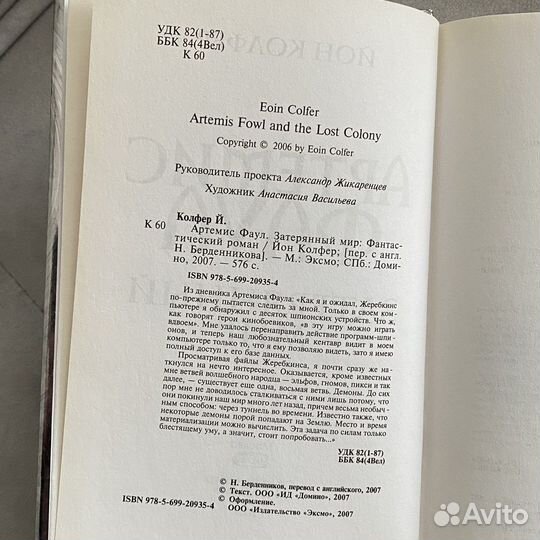 УДК 82(1-87)
ББК 84(4Вел)
К 60
Eoin Colfer
Artemis Fowl and the Lost Colony
Copyright © 2006 by Eoin Colfer
Руководитель проекта Александр Жикаренцев
Художник Анастасия Васильева
Колфер Й.
К 60 Артемис Фаул. Затерянный мир: Фантас-
тический роман / Йон Колфер; [пер. с англ.
Н. Берденникова]. — М.: Эксмо; СПб.: Доми-
но, 2007. — 576 с.
ISBN 978-5-699-20935-4
Из дневника Артемиса Фаула: «Как я и ожидал, Жеребкинс
по-прежнему пытается следить за мной. Только в своем ком-
пьютере я обнаружил с десяток шпионских устройств. Что ж,
как говорят герои кинобоевиков, «в эту игру можно играть
вдвоем». Мне удалось перенаправить действие программ-шпи-
онов, и теперь наш любознательный кентавр видит в моем
компьютере только то, что я ему позволяю видеть, зато я имею
полный доступ к его базе данных.
Просматривая файлы Жеребкинса, я почти сразу же на-
ткнулся на нечто интересное. Оказывается, кроме известных
мне ветвей волшебного народца — эльфов, гномов, пикси и так
далее, — существует еще одна, восьмая ветвь. Демоны. До сих
пор мне не доводилось сталкиваться с ними лишь потому, что
они покинули наш мир много лет назад, причем весьма необыч-
ным способом: через туннель во времени. Известно также, что
некоторые демоны порой попадают на Землю. Место и время
материализации можно вычислить. Эта задача по силам только
блестящему уму, а значит, стоит попробовать...»
УДК 82(1-87)
ББК 84(4Вел)
© Н. Берденников, перевод с английского, 2007
© Текст. ООО «ИД «Домино», 2007
© Оформление.
ISBN 978-5-699-20935-4 ООО «Издательство «Эксмо», 2007
Avito